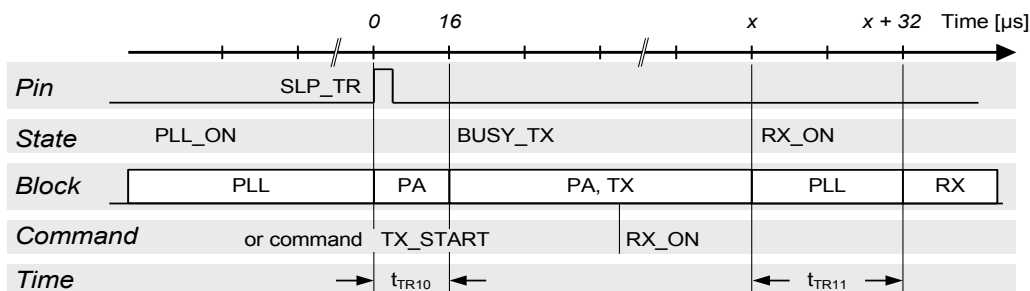 0 16 x x + 32 Time [µs]
Pin SLP_TR
State PLL_ON BUSY_TX RX_ON
Block PLL PA PA, TX PLL RX
Command or command TX_START RX_ON
Time tTR10 tTR11